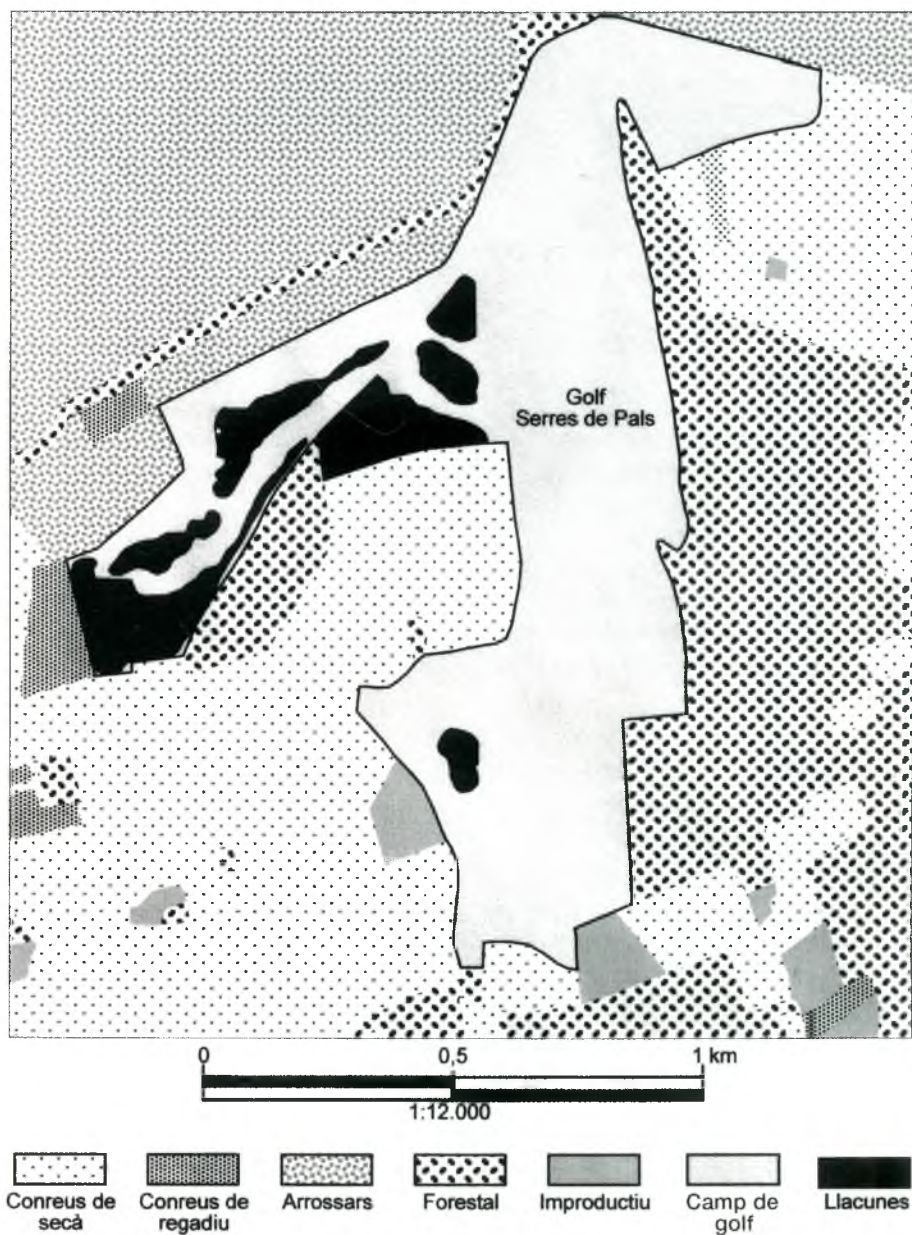 Golf
Serres de Pals
0 0,5 1 km
1:12.000
Conreus de
secà
Conreus de
regadiu
Arrossars
Forestal
Improductiu
Camp de
golf
Llacunes